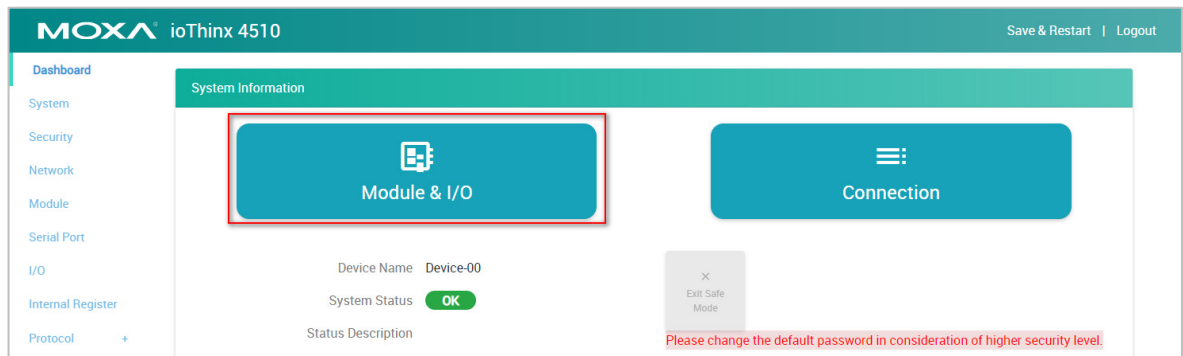 MOXA® ioThinx 4510
Save & Restart | Logout
Dashboard
System
Security
Network
Module
Serial Port
I/O
Internal Register
Protocol +
System Information
Module & I/O
Connection
Device Name Device-00
System Status OK
Status Description
× 
Exit Safe
Mode
Please change the default password in consideration of higher security level.